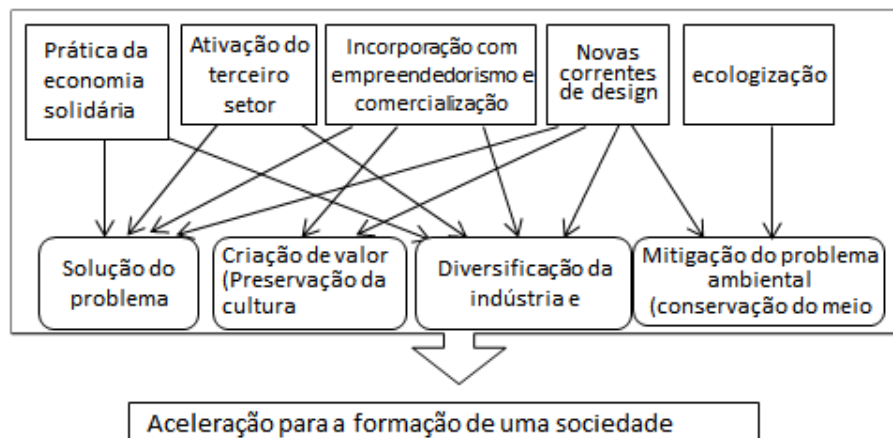 Prática da
economia
solidária
Ativação do
terceiro
setor
Incorporação com
empreendedorismo e
comercialização
Novas
correntes
de design
ecologização
Solução do
problema
Criação de valor
(Preservação da
cultura
Diversificação da
indústria e
Mitigação do problema
ambiental
(conservação do meio
Aceleração para a formação de uma sociedade